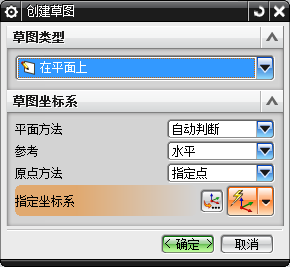 创建草图
草图类型
在平面上
草图坐标系
平面方法 自动判断
参考 水平
原点方法 指定点
指定坐标系
<确定> 取消